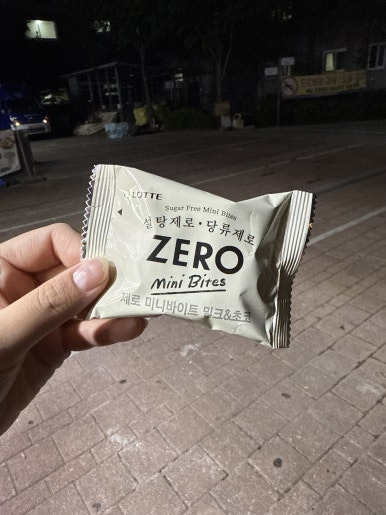 LOTTE
Sugar Free Mini Bites
설탕제로·당류제로
ZERO
Mini Bites
제로 미니바이트 밀크&초코